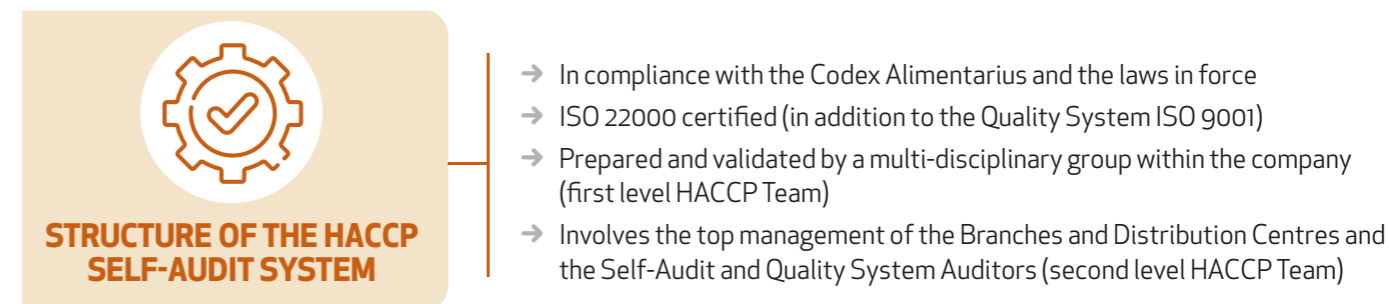 STRUCTURE OF THE HACCP
SELF-AUDIT SYSTEM
→ In compliance with the Codex Alimentarius and the laws in force
→ ISO 22000 certified (in addition to the Quality System ISO 9001)
→ Prepared and validated by a multi-disciplinary group within the company
(first level HACCP Team)
→ Involves the top management of the Branches and Distribution Centres and
the Self-Audit and Quality System Auditors (second level HACCP Team)